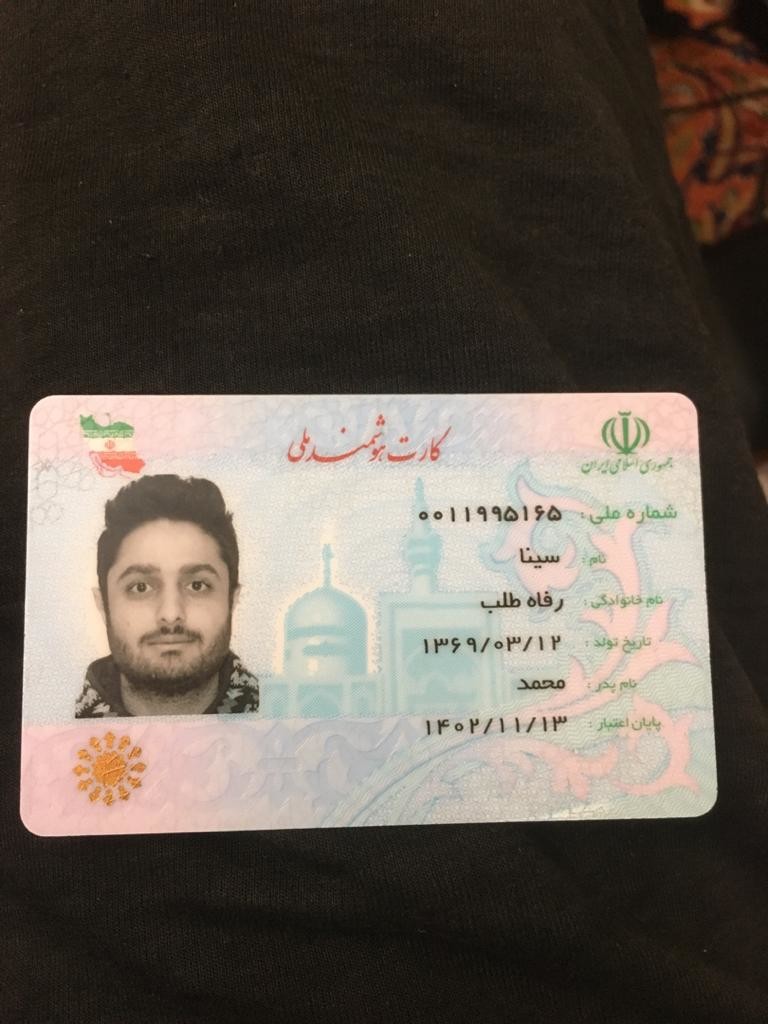 کارت هوشمند ملی
جمهوری اسلامی ایران
شماره ملی: ۰۰۱۱۹۹۵۱۶۵
نام: سینا
نام خانوادگی: رفاه طلب
تاریخ تولد: ۱۳۶۹/۰۳/۱۲
نام پدر: محمد
پایان اعتبار: ۱۴۰۲/۱۱/۱۳